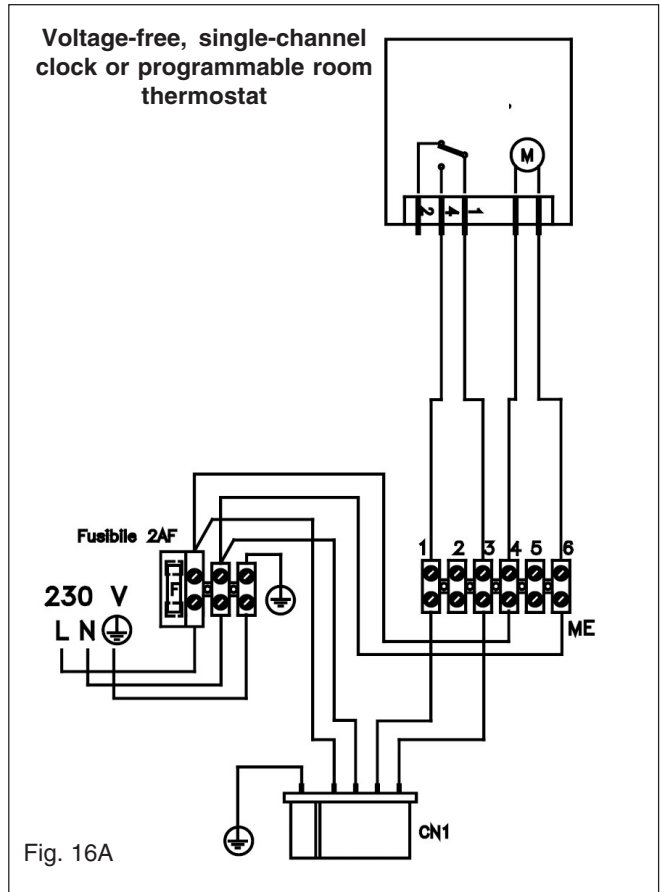 Voltage-free, single-channel
clock or programmable room
thermostat
M
2 4 1
Fusibile 2AF
F
230 V
L N
1 2 3 4 5 6
ME
CN1
Fig. 16A